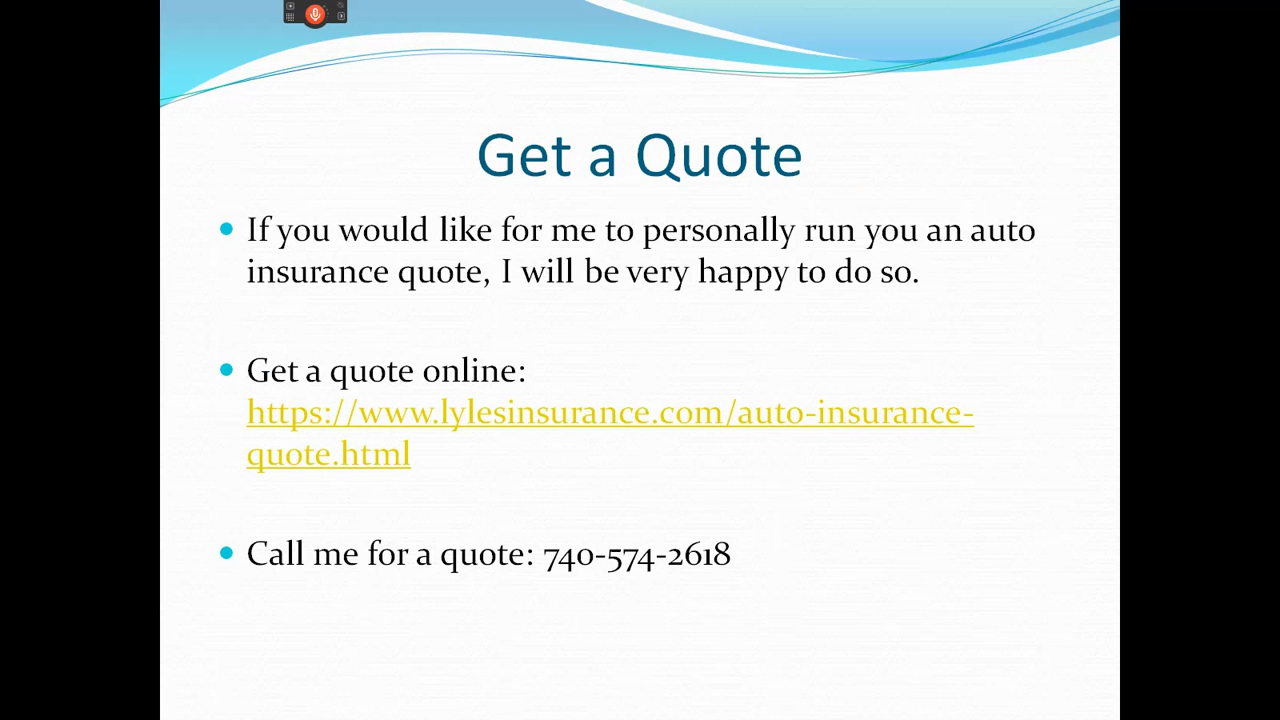 Get a Quote
If you would like for me to personally run you an auto
insurance quote, I will be very happy to do so.
Get a quote online:
https://www.lylesinsurance.com/auto-insurance-
quote.html
Call me for a quote: 740-574-2618